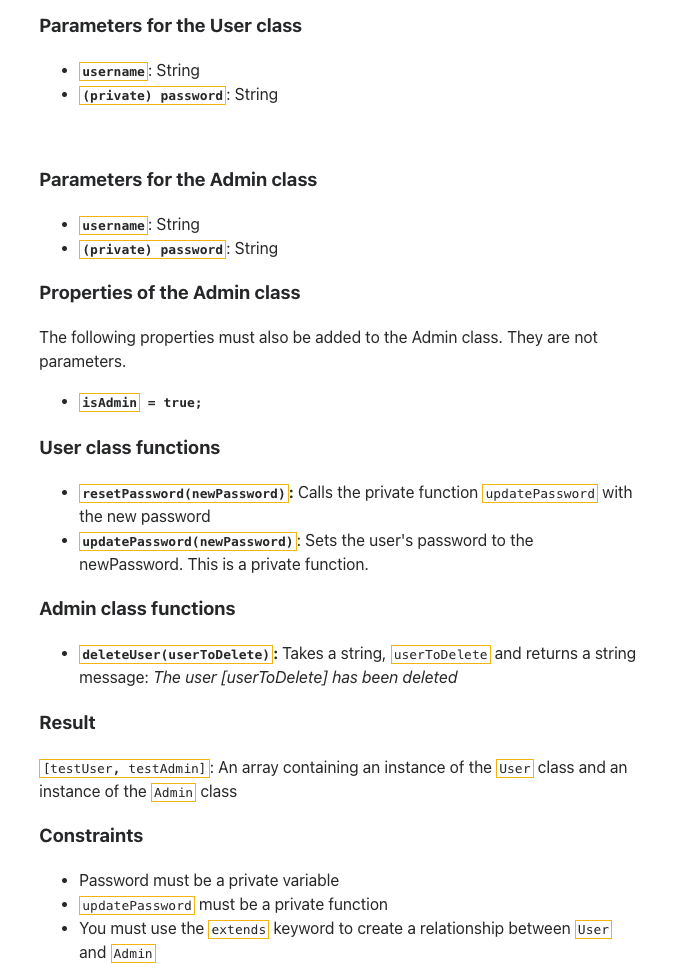 Parameters for the User class
• username: String
• (private) password: String
Parameters for the Admin class
• username: String
• (private) password: String
Properties of the Admin class
The following properties must also be added to the Admin class. They are not
parameters.
• isAdmin = true;
User class functions
• resetPassword(newPassword): Calls the private function updatePassword with
the new password
• updatePassword(newPassword): Sets the user's password to the
newPassword. This is a private function.
Admin class functions
• deleteUser(userToDelete): Takes a string, userToDelete and returns a string
message: The user [userToDelete] has been deleted
Result
[testUser, testAdmin]: An array containing an instance of the User class and an
instance of the Admin class
Constraints
• Password must be a private variable
• updatePassword must be a private function
• You must use the extends keyword to create a relationship between User
and Admin